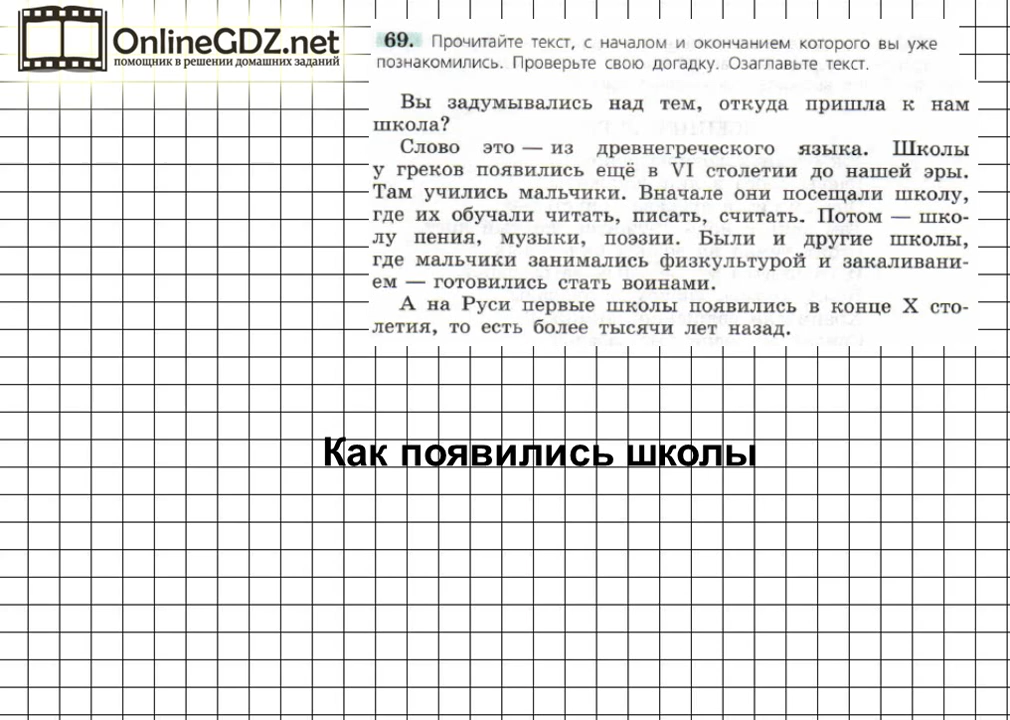 OnlineGDZ.net
помощник в решении домашних заданий
69. Прочитайте текст, с началом и окончанием которого вы уже
познакомились. Проверьте свою догадку. Озаглавьте текст.
Вы задумывались над тем, откуда пришла к нам
школа?
Слово это — из древнегреческого языка. Школы
у греков появились ещё в VI столетии до нашей эры.
Там учились мальчики. Вначале они посещали школу,
где их обучали читать, писать, считать. Потом — шко-
лу пения, музыки, поэзии. Были и другие школы,
где мальчики занимались физкультурой и закаливани-
ем — готовились стать воинами.
А на Руси первые школы появились в конце X сто-
летия, то есть более тысячи лет назад.
Как появились школы